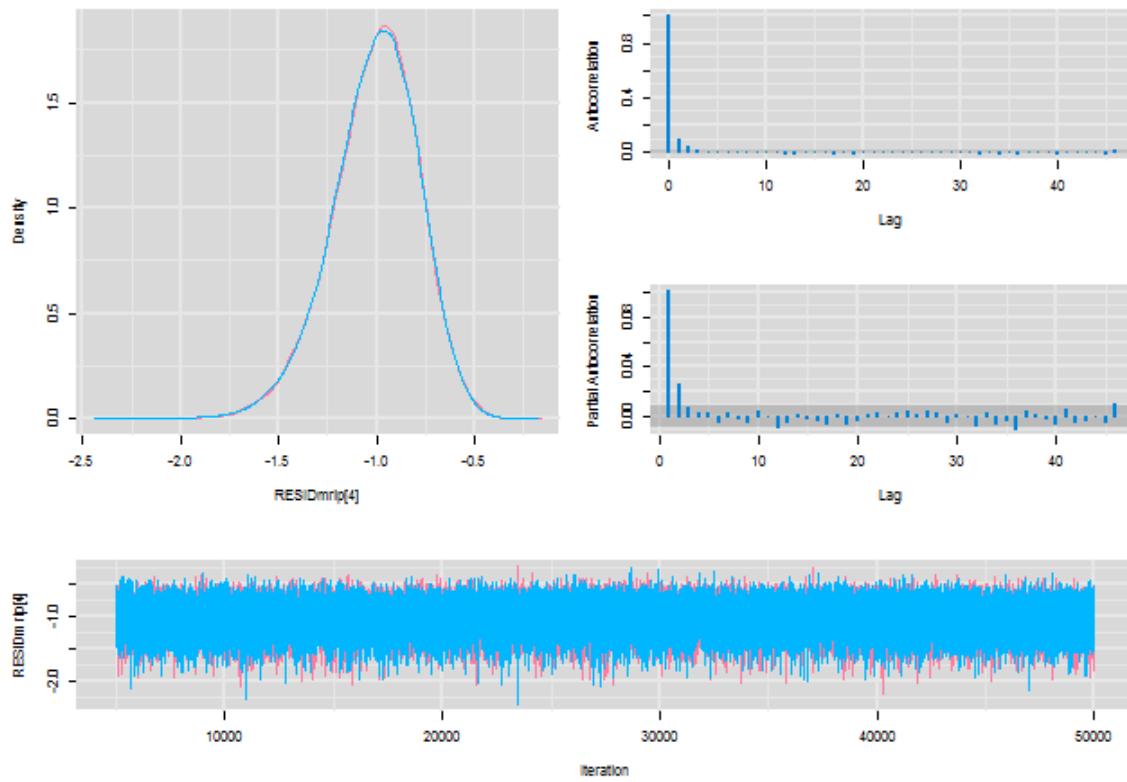 Density
0.0 0.5 1.0 1.5
-2.5 -2.0 -1.5 -1.0 -0.5
RESIDmrip[4]
Autocorrelation
0.0 0.4 0.8
0 10 20 30 40
Lag
Partial Autocorrelation
0.00 0.04 0.08
0 10 20 30 40
Lag
RESIDmrip[4]
-2.0 -1.0
10000 20000 30000 40000 50000
Iteration